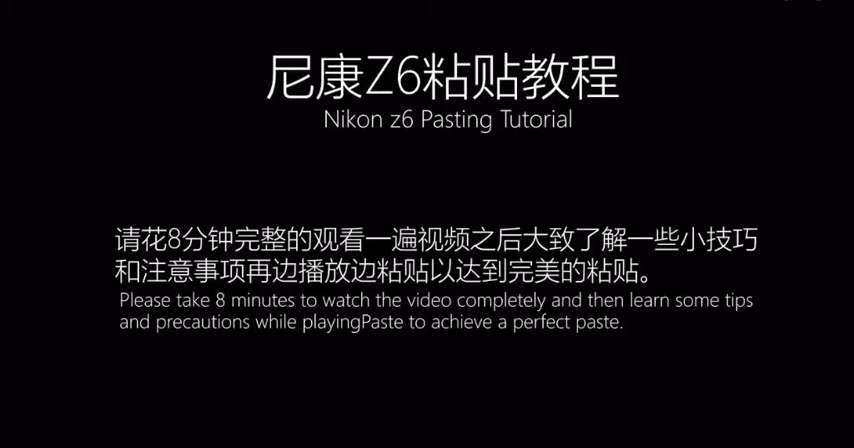 尼康Z6粘贴教程
Nikon z6 Pasting Tutorial
请花8分钟完整的观看一遍视频之后大致了解一些小技巧
和注意事项再边播放边粘贴以达到完美的粘贴。
Please take 8 minutes to watch the video completely and then learn some tips
and precautions while playingPaste to achieve a perfect paste.